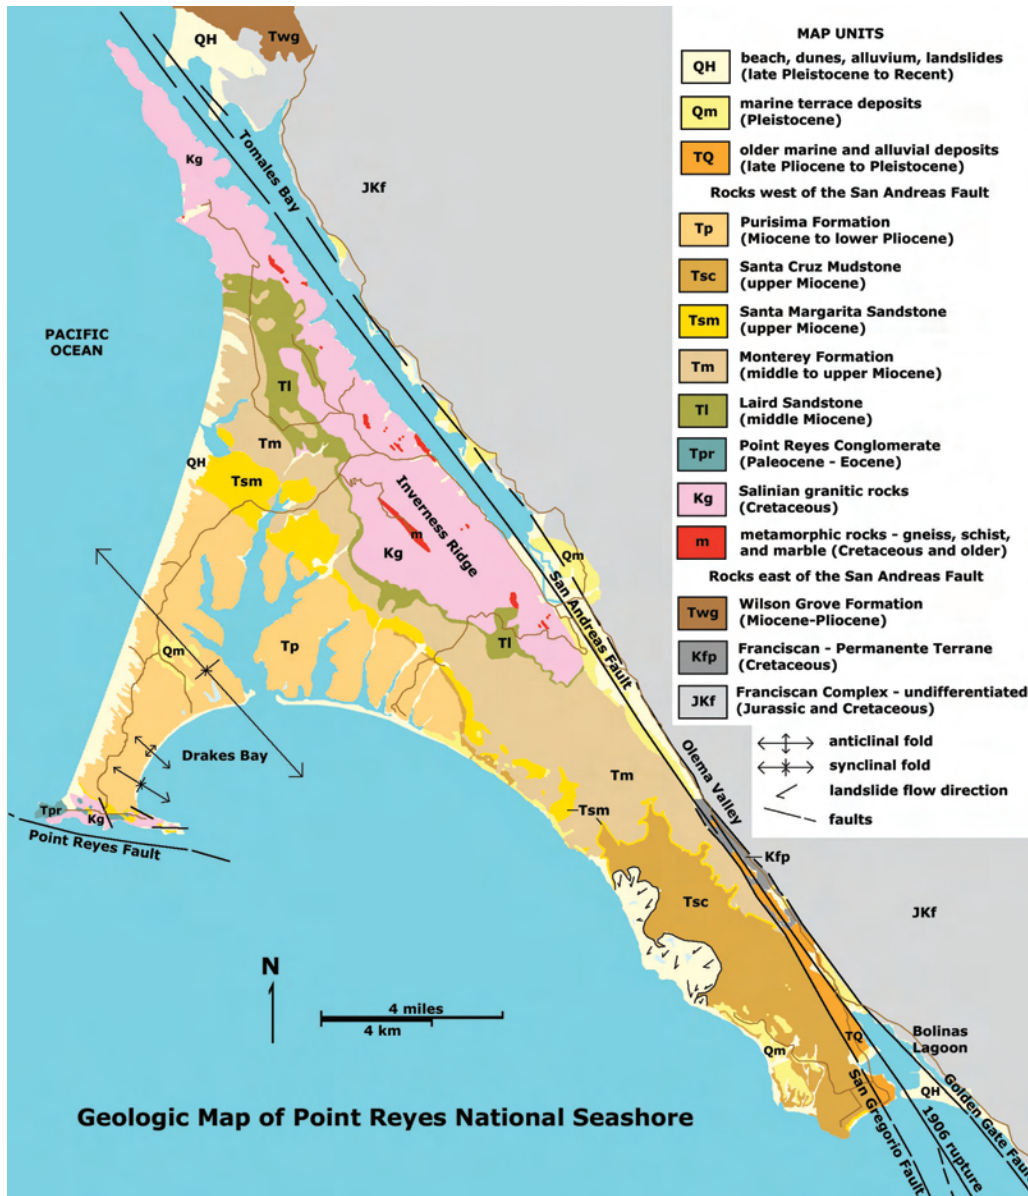 QH
Twg
Kg
Tomales Bay
JKf
PACIFIC
OCEAN
Tl
Tm
QH
Tsm
Inverness Ridge
m
Kg
Qm
San Andreas Fault
Tl
Qm
Tp
Drakes Bay
Tpr
Kg
Point Reyes Fault
Tm
Olema Valley
Tsm
Kfp
Tsc
JKf
N
4 miles
4 km
Qm
TQ
Bolinas
Lagoon
QH
San Gregorio Fault
1906 rupture
Golden Gate Fault
Geologic Map of Point Reyes National Seashore
MAP UNITS
QH beach, dunes, alluvium, landslides
(late Pleistocene to Recent)
Qm marine terrace deposits
(Pleistocene)
TQ older marine and alluvial deposits
(late Pliocene to Pleistocene)
Rocks west of the San Andreas Fault
Tp Purisima Formation
(Miocene to lower Pliocene)
Tsc Santa Cruz Mudstone
(upper Miocene)
Tsm Santa Margarita Sandstone
(upper Miocene)
Tm Monterey Formation
(middle to upper Miocene)
Tl Laird Sandstone
(middle Miocene)
Tpr Point Reyes Conglomerate
(Paleocene - Eocene)
Kg Salinian granitic rocks
(Cretaceous)
m metamorphic rocks - gneiss, schist,
and marble (Cretaceous and older)
Rocks east of the San Andreas Fault
Twg Wilson Grove Formation
(Miocene-Pliocene)
Kfp Franciscan - Permanente Terrane
(Cretaceous)
JKf Franciscan Complex - undifferentiated
(Jurassic and Cretaceous)
anticlinal fold
synclinal fold
landslide flow direction
faults